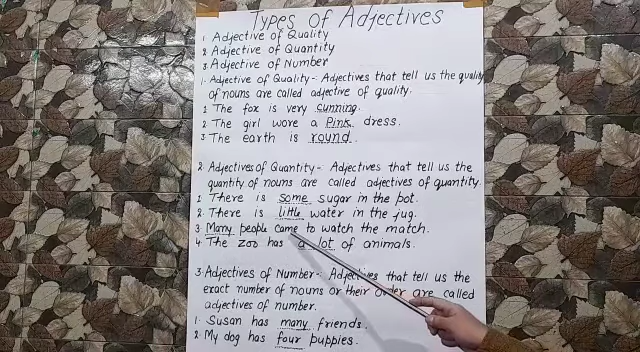 Types of Adjectives
1. Adjective of Quality
2. Adjective of Quantity
3. Adjective of Number
1. Adjective of Quality:- Adjectives that tell us the quality
of nouns are called adjective of quality.
1 The fox is very cunning.
2. The girl wore a Pink dress.
3. The earth is round.
2. Adjectives of Quantity:- Adjectives that tell us the
quantity of nouns are called adjectives of quantity.
1 There is some sugar in the pot.
2. There is little water in the jug.
3 Many people came to watch the match.
4 The zoo has a lot of animals.
3. Adjectives of Number:- Adjectives that tell us the
exact number of nouns or their order are called
adjectives of number.
1. Susan has many friends.
2. My dog has four puppies.